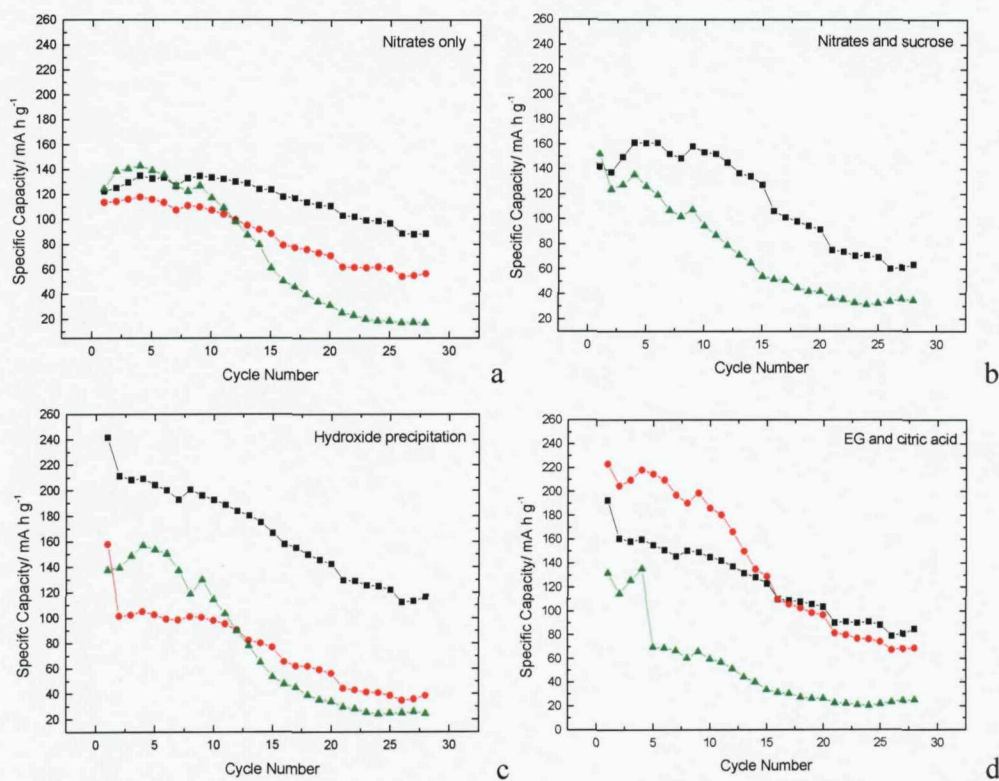 Nitrates only
260
240
220
200
180
160
140
120
100
80
60
40
20
Specific Capacity/ mA h g⁻¹
0 5 10 15 20 25 30
Cycle Number
a
Nitrates and sucrose
260
240
220
200
180
160
140
120
100
80
60
40
20
Specific Capacity/ mA h g⁻¹
0 5 10 15 20 25 30
Cycle Number
b
Hydroxide precipitation
260
240
220
200
180
160
140
120
100
80
60
40
20
Specifc Capacity/ mA h g⁻¹
0 5 10 15 20 25 30
Cycle Number
c
EG and citric acid
260
240
220
200
180
160
140
120
100
80
60
40
20
0
Specific Capacity/ mA h g⁻¹
0 5 10 15 20 25 30
Cycle Number
d